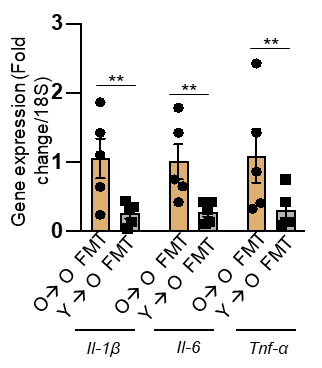 Gene expression (Fold
change/18S)
3
2
1
0
**
**
**
O→O FMT
Y→O FMT
O→O FMT
Y→O FMT
O→O FMT
Y→O FMT
Il-1β
Il-6
Tnf-α